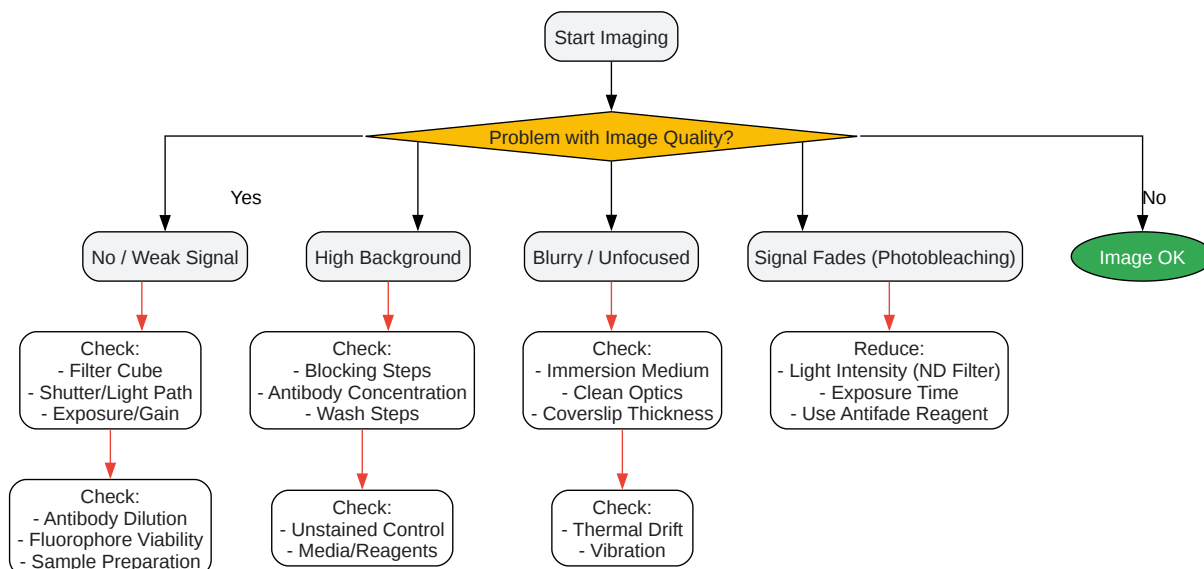 Start Imaging
Problem with Image Quality?
Yes
No
No / Weak Signal
High Background
Blurry / Unfocused
Signal Fades (Photobleaching)
Image OK
Check:
- Filter Cube
- Shutter/Light Path
- Exposure/Gain
Check:
- Blocking Steps
- Antibody Concentration
- Wash Steps
Check:
- Immersion Medium
- Clean Optics
- Coverslip Thickness
Reduce:
- Light Intensity (ND Filter)
- Exposure Time
- Use Antifade Reagent
Check:
- Antibody Dilution
- Fluorophore Viability
- Sample Preparation
Check:
- Unstained Control
- Media/Reagents
Check:
- Thermal Drift
- Vibration